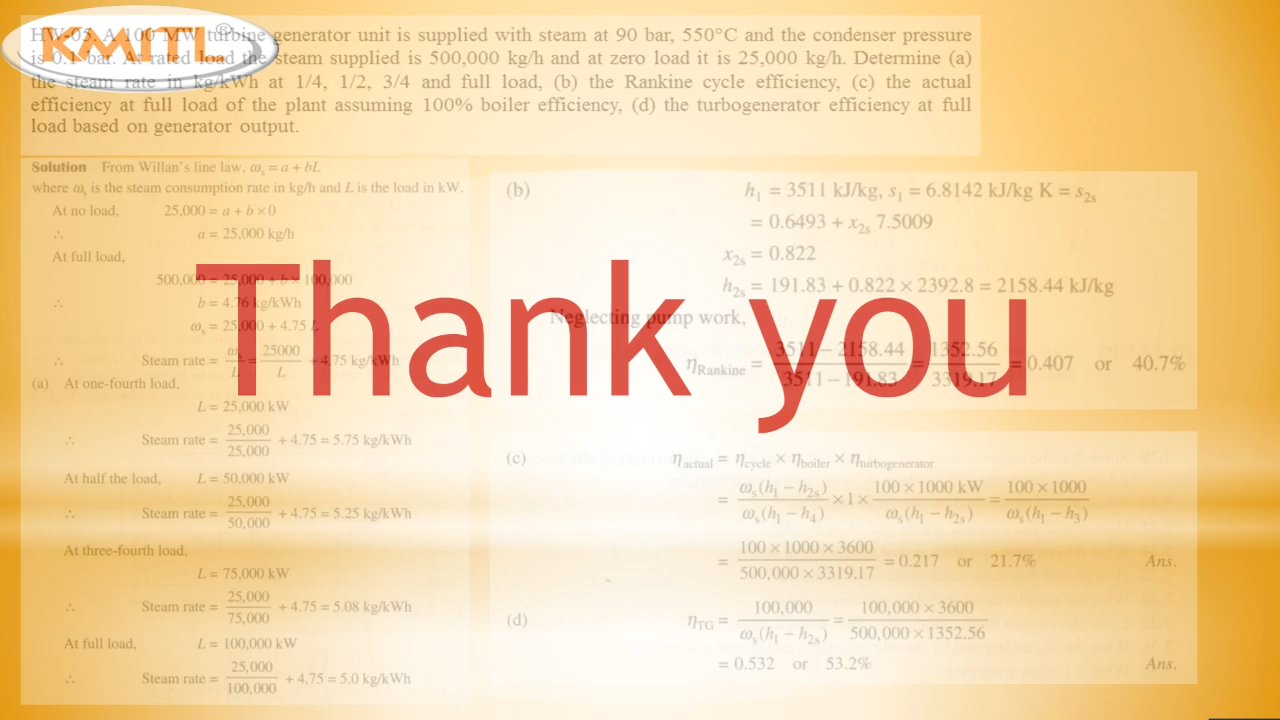 KMITL®
HW-05. A 100 MW turbine generator unit is supplied with steam at 90 bar, 550°C and the condenser pressure
is 0.1 bar. At rated load the steam supplied is 500,000 kg/h and at zero load it is 25,000 kg/h. Determine (a)
the steam rate in kg/kWh at 1/4, 1/2, 3/4 and full load, (b) the Rankine cycle efficiency, (c) the actual
efficiency at full load of the plant assuming 100% boiler efficiency, (d) the turbogenerator efficiency at full
load based on generator output.
Solution From Willan's line law, ω_s = a + bL
where ω_s is the steam consumption rate in kg/h and L is the load in kW.
At no load, 25,000 = a + b × 0
∴ a = 25,000 kg/h
At full load,
500,000 = 25,000 + b × 100,000
∴ b = 4.76 kg/kWh
ω_s = 25,000 + 4.75 L
∴ Steam rate = ω_s/L = 25000/L + 4.75 kg/kWh
(a) At one-fourth load,
L = 25,000 kW
∴ Steam rate = 25,000/25,000 + 4.75 = 5.75 kg/kWh
At half the load, L = 50,000 kW
∴ Steam rate = 25,000/50,000 + 4.75 = 5.25 kg/kWh
At three-fourth load,
L = 75,000 kW
∴ Steam rate = 25,000/75,000 + 4.75 = 5.08 kg/kWh
At full load, L = 100,000 kW
∴ Steam rate = 25,000/100,000 + 4.75 = 5.0 kg/kWh
(b) h_1 = 3511 kJ/kg, s_1 = 6.8142 kJ/kg K = s_2s
= 0.6493 + x_2s 7.5009
x_2s = 0.822
h_2s = 191.83 + 0.822 × 2392.8 = 2158.44 kJ/kg
Neglecting pump work,
η_Rankine = (3511 − 2158.44)/(3511 − 191.83) = 1352.56/3319.17 = 0.407 or 40.7%
(c) η_actual = η_cycle × η_boiler × η_turbogenerator
= ω_s(h_1 − h_2s)/ω_s(h_1 − h_4) × 1 × 100 × 1000 kW/ω_s(h_1 − h_2s) = 100 × 1000/ω_s(h_1 − h_3)
= 100 × 1000 × 3600/500,000 × 3319.17 = 0.217 or 21.7% Ans.
(d) η_TG = 100,000/ω_s(h_1 − h_2s) = 100,000 × 3600/500,000 × 1352.56
= 0.532 or 53.2% Ans.
Thank you